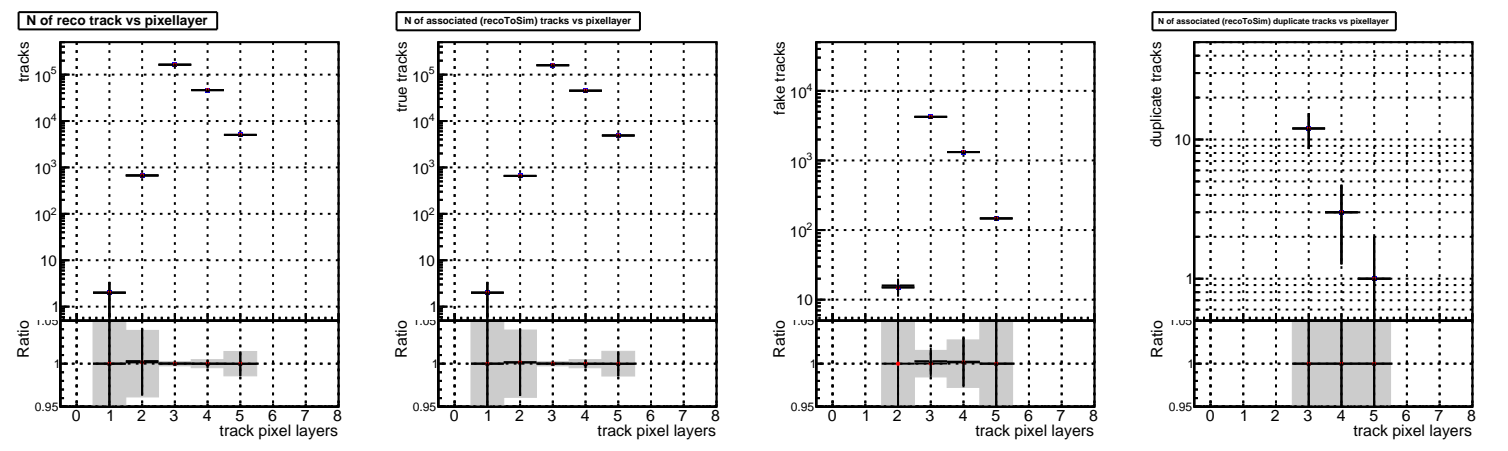 N of reco track vs pixellayer
tracks
10^5
10^4
10^3
10^2
10
1
Ratio
1.05
1
0.95
0 1 2 3 4 5 6 7 8
track pixel layers
N of associated (recoToSim) tracks vs pixellayer
true tracks
10^5
10^4
10^3
10^2
10
1
Ratio
1.05
1
0.95
0 1 2 3 4 5 6 7 8
track pixel layers
fake tracks
10^4
10^3
10^2
10
Ratio
1.05
1
0.95
0 1 2 3 4 5 6 7 8
track pixel layers
N of associated (recoToSim) duplicate tracks vs pixellayer
duplicate tracks
10
1
Ratio
1.05
1
0.95
0 1 2 3 4 5 6 7 8
track pixel layers